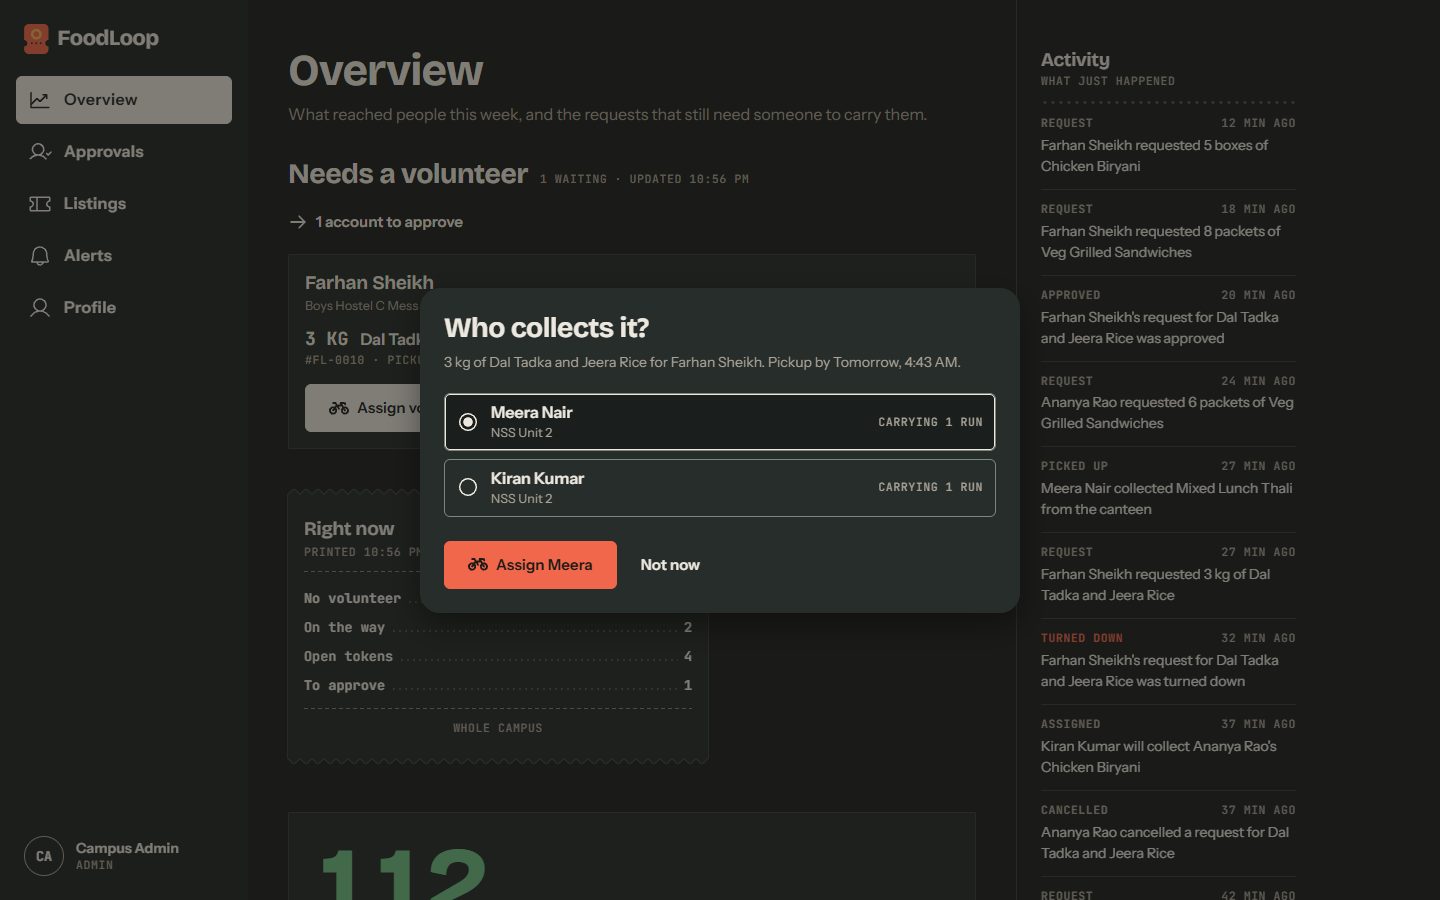 FoodLoop
Overview
Approvals
Listings
Alerts
Profile
CA
Campus Admin
ADMIN
Overview
What reached people this week, and the requests that still need someone to carry them.
Needs a volunteer 1 WAITING · UPDATED 10:56 PM
1 account to approve
Farhan Sheikh
Boys Hostel C Mess
3 KG Dal
#FL-0010 ·
Assign
Right now
PRINTED 10:56
No volunteer
On the way 2
Open tokens 4
To approve 1
WHOLE CAMPUS
112
Who collects it?
3 kg of Dal Tadka and Jeera Rice for Farhan Sheikh. Pickup by Tomorrow, 4:43 AM.
Meera Nair
NSS Unit 2
CARRYING 1 RUN
Kiran Kumar
NSS Unit 2
CARRYING 1 RUN
Assign Meera
Not now
Activity
WHAT JUST HAPPENED
REQUEST 12 MIN AGO
Farhan Sheikh requested 5 boxes of
Chicken Biryani
REQUEST 18 MIN AGO
Farhan Sheikh requested 8 packets of
Veg Grilled Sandwiches
APPROVED 20 MIN AGO
Farhan Sheikh's request for Dal Tadka
and Jeera Rice was approved
REQUEST 24 MIN AGO
Ananya Rao requested 6 packets of Veg
Grilled Sandwiches
PICKED UP 27 MIN AGO
Meera Nair collected Mixed Lunch Thali
from the canteen
REQUEST 27 MIN AGO
Farhan Sheikh requested 3 kg of Dal
Tadka and Jeera Rice
TURNED DOWN 32 MIN AGO
Farhan Sheikh's request for Dal Tadka
and Jeera Rice was turned down
ASSIGNED 37 MIN AGO
Kiran Kumar will collect Ananya Rao's
Chicken Biryani
CANCELLED 37 MIN AGO
Ananya Rao cancelled a request for Dal
Tadka and Jeera Rice
REQUEST 42 MIN AGO